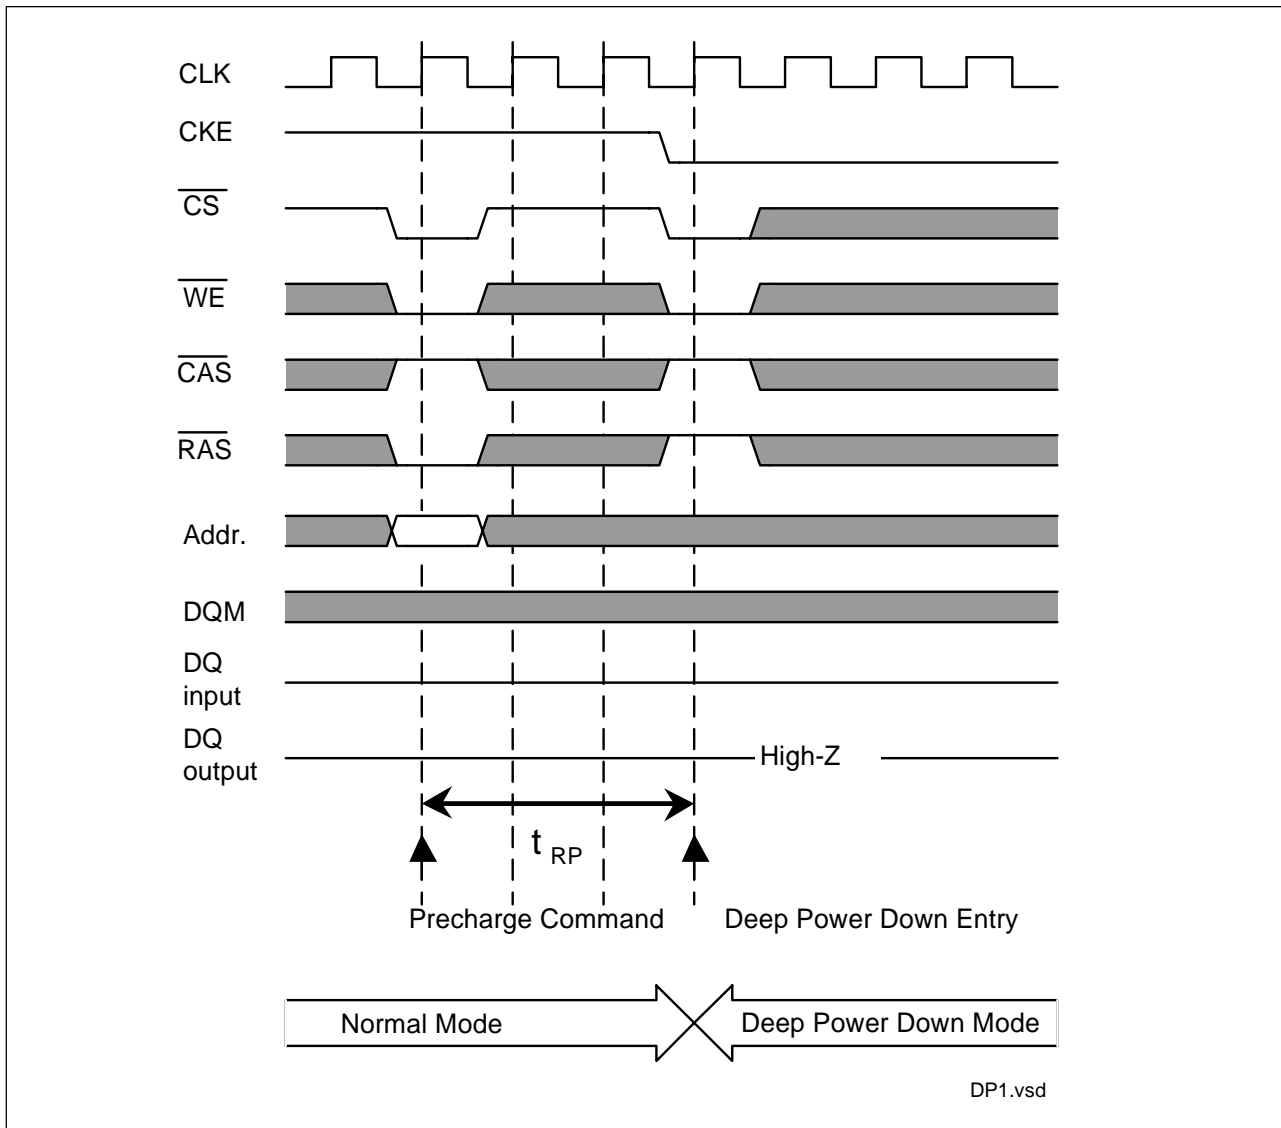 CLK
CKE
CS
WE
CAS
RAS
Addr.
DQM
DQ
input
DQ
output
High-Z
t RP
Precharge Command
Deep Power Down Entry
Normal Mode
Deep Power Down Mode
DP1.vsd